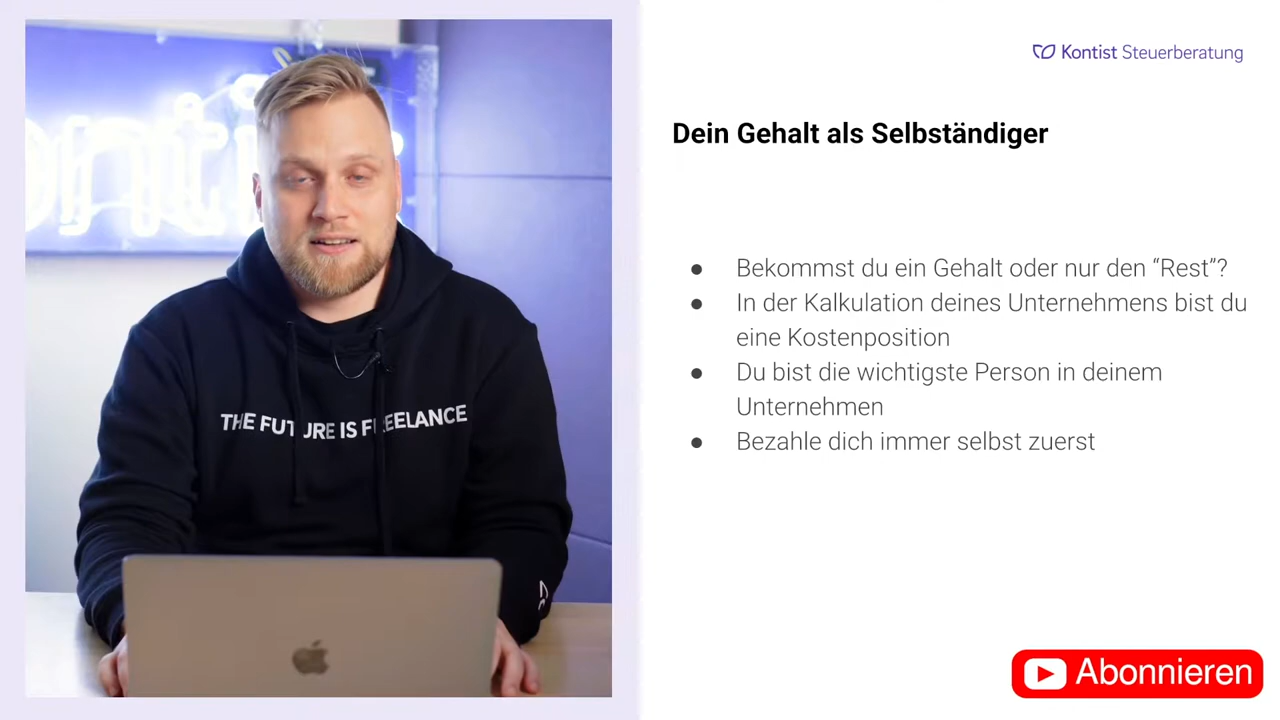 Kontist Steuerberatung
Dein Gehalt als Selbständiger
● Bekommst du ein Gehalt oder nur den “Rest”?
● In der Kalkulation deines Unternehmens bist du
eine Kostenposition
● Du bist die wichtigste Person in deinem
Unternehmen
● Bezahle dich immer selbst zuerst
THE FUTURE IS FREELANCE
Abonnieren